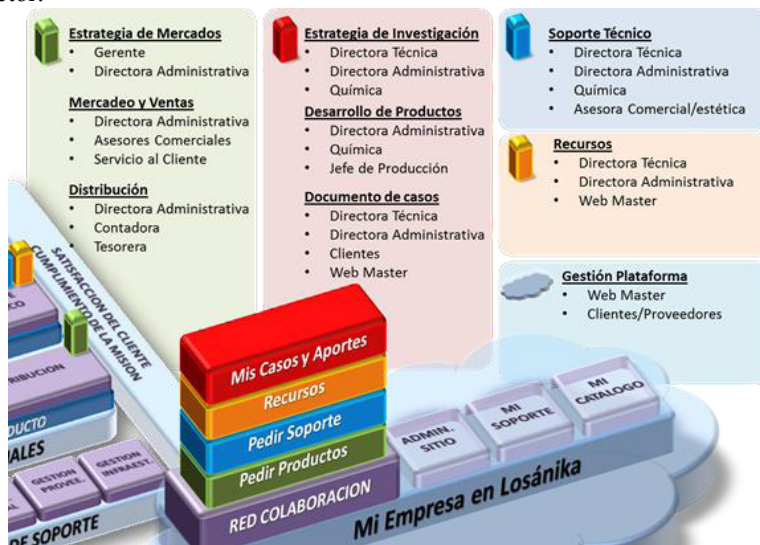 Estrategia de Mercados
• Gerente
• Directora Administrativa
Mercadeo y Ventas
• Directora Administrativa
• Asesores Comerciales
• Servicio al Cliente
Distribución
• Directora Administrativa
• Contadora
• Tesorera
Estrategia de Investigación
• Directora Técnica
• Directora Administrativa
• Química
Desarrollo de Productos
• Directora Administrativa
• Química
• Jefe de Producción
Documento de casos
• Directora Técnica
• Directora Administrativa
• Clientes
• Web Master
Soporte Técnico
• Directora Técnica
• Directora Administrativa
• Química
• Asesora Comercial/estética
Recursos
• Directora Técnica
• Directora Administrativa
• Web Master
Gestión Plataforma
• Web Master
• Clientes/Proveedores
SATISFACCION DEL CLIENTE
CUMPLIMIENTO DE LA MISION
Mis Casos y Aportes
Recursos
Pedir Soporte
Pedir Productos
RED COLABORACION
ADMIN.
SITIO
MI
SOPORTE
MI
CATALOGO
Mi Empresa en Losánika
GESTION
PROVEE.
GESTION
INFRAEST.
DE SOPORTE